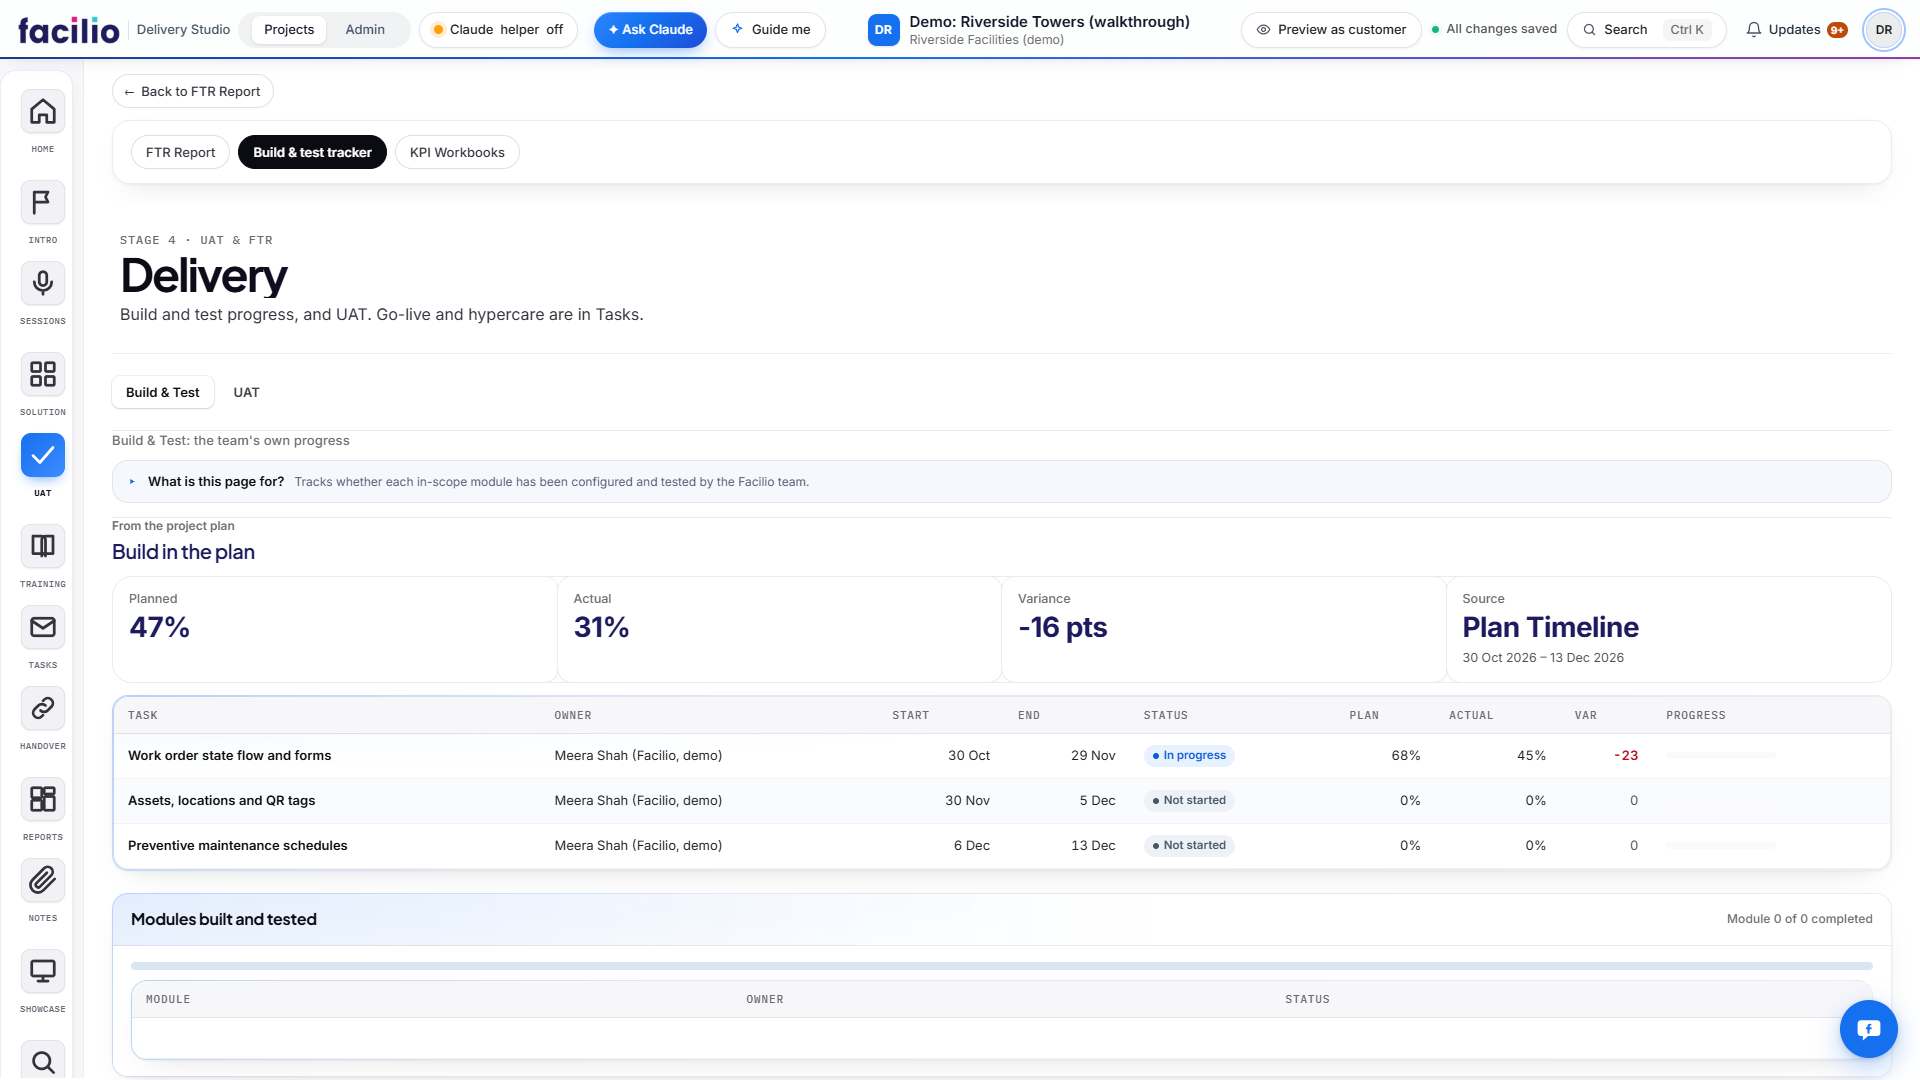 facilio
Delivery Studio
Projects
Admin
Claude helper off
✦ Ask Claude
Guide me
DR
Demo: Riverside Towers (walkthrough)
Riverside Facilities (demo)
Preview as customer
All changes saved
Search Ctrl K
Updates 9+
DR
HOME
INTRO
SESSIONS
SOLUTION
UAT
TRAINING
TASKS
HANDOVER
REPORTS
NOTES
SHOWCASE
← Back to FTR Report
FTR Report
Build & test tracker
KPI Workbooks
STAGE 4 · UAT & FTR
Delivery
Build and test progress, and UAT. Go-live and hypercare are in Tasks.
Build & Test
UAT
Build & Test: the team's own progress
What is this page for? Tracks whether each in-scope module has been configured and tested by the Facilio team.
From the project plan
Build in the plan
Planned
47%
Actual
31%
Variance
-16 pts
Source
Plan Timeline
30 Oct 2026 – 13 Dec 2026
TASK OWNER START END STATUS PLAN ACTUAL VAR PROGRESS
Work order state flow and forms Meera Shah (Facilio, demo) 30 Oct 29 Nov In progress 68% 45% -23
Assets, locations and QR tags Meera Shah (Facilio, demo) 30 Nov 5 Dec Not started 0% 0% 0
Preventive maintenance schedules Meera Shah (Facilio, demo) 6 Dec 13 Dec Not started 0% 0% 0
Modules built and tested
Module 0 of 0 completed
MODULE OWNER STATUS